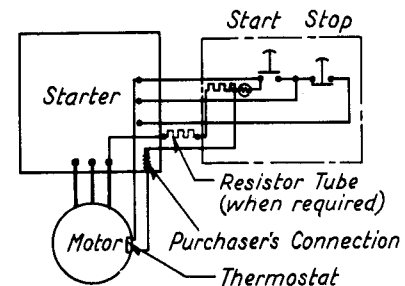 Start Stop
Starter
Resistor Tube
(when required)
Motor
Purchaser's Connection
Thermostat